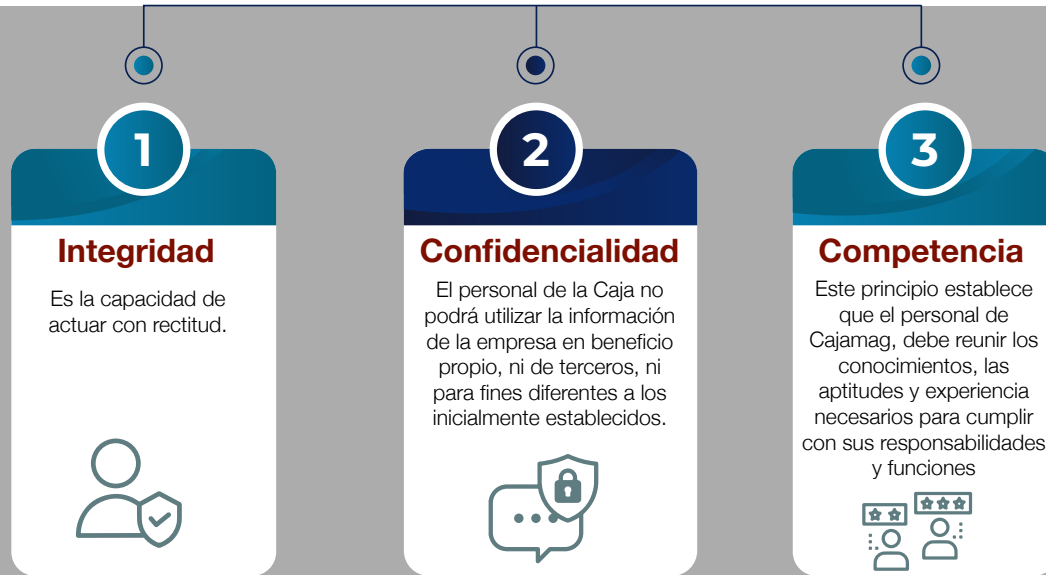 1
Integridad
Es la capacidad de
actuar con rectitud.
2
Confidencialidad
El personal de la Caja no
podrá utilizar la información
de la empresa en beneficio
propio, ni de terceros, ni
para fines diferentes a los
inicialmente establecidos.
3
Competencia
Este principio establece
que el personal de
Cajamag, debe reunir los
conocimientos, las
aptitudes y experiencia
necesarios para cumplir
con sus responsabilidades
y funciones